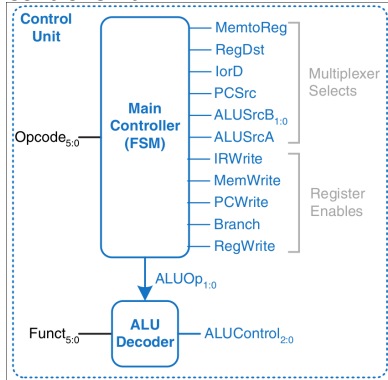 Control
Unit
MemtoReg
RegDst
IorD
PCSrc
ALUSrcB1:0
ALUSrcA
Multiplexer
Selects
Main
Controller
(FSM)
Opcode5:0
IRWrite
MemWrite
PCWrite
Branch
RegWrite
Register
Enables
ALUOp1:0
Funct5:0
ALU
Decoder
ALUControl2:0